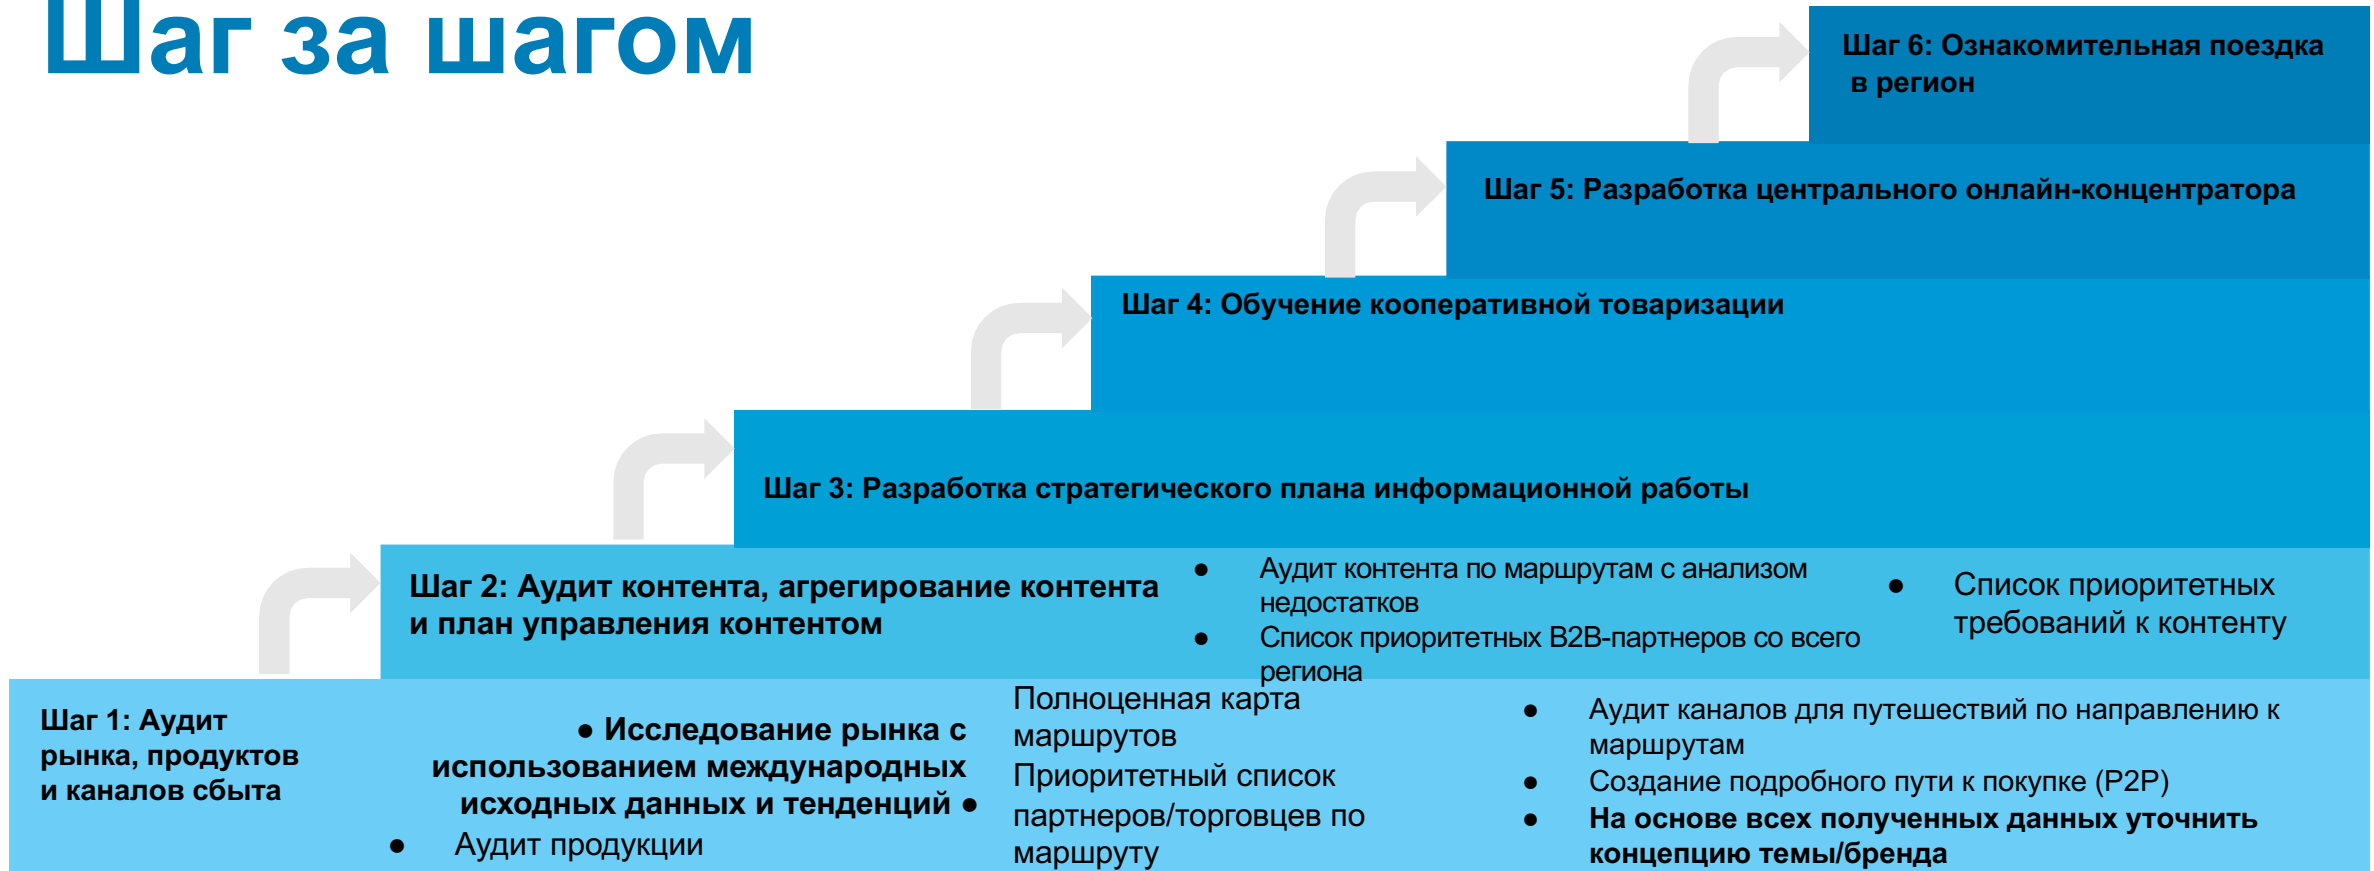 Шаг за шагом
Шаг 6: Ознакомительная поездка
в регион
Шаг 5: Разработка центрального онлайн-концентратора
Шаг 4: Обучение кооперативной товаризации
Шаг 3: Разработка стратегического плана информационной работы
Шаг 2: Аудит контента, агрегирование контента
и план управления контентом
● Аудит контента по маршрутам с анализом
недостатков
● Список приоритетных B2B-партнеров со всего
региона
● Список приоритетных
требований к контенту
Шаг 1: Аудит
рынка, продуктов
и каналов сбыта
● Исследование рынка с
использованием международных
исходных данных и тенденций ●
● Аудит продукции
Полноценная карта
маршрутов
Приоритетный список
партнеров/торговцев по
маршруту
● Аудит каналов для путешествий по направлению к
маршрутам
● Создание подробного пути к покупке (P2P)
● На основе всех полученных данных уточнить
концепцию темы/бренда